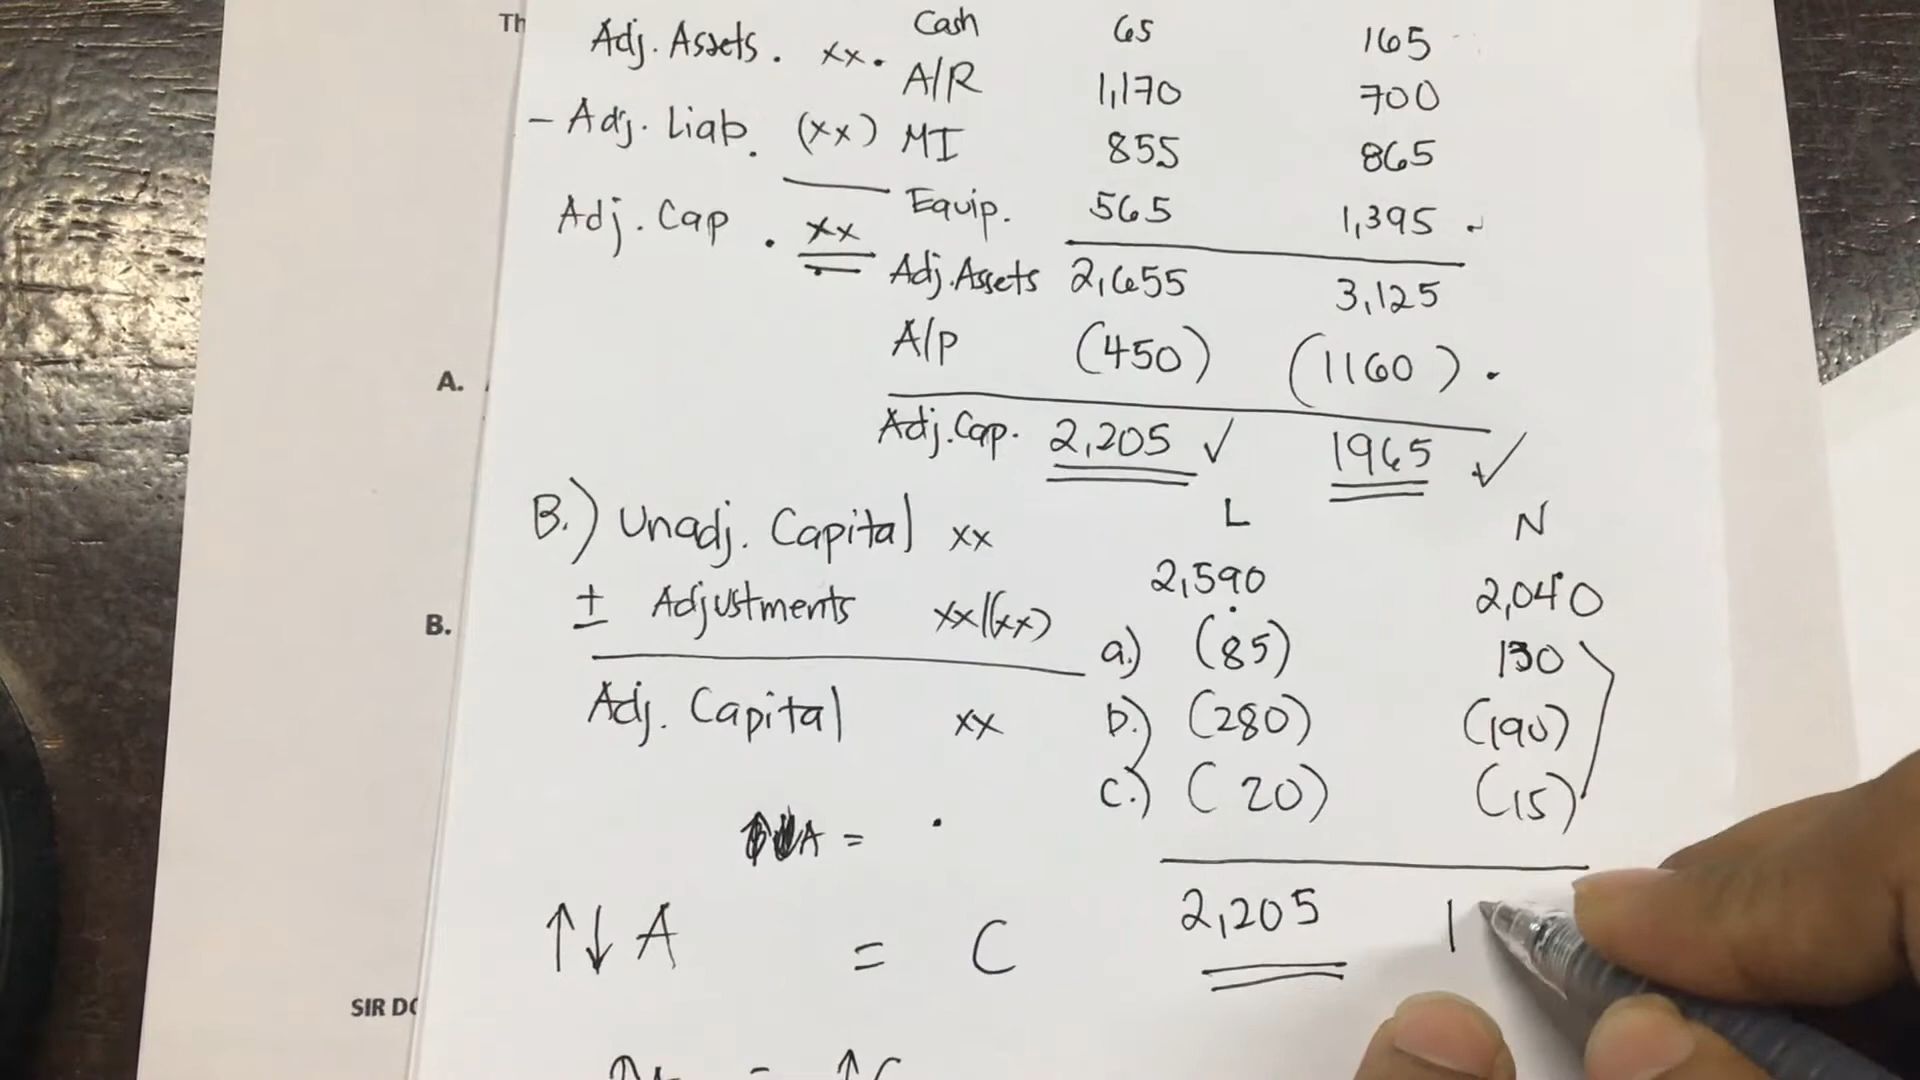 Th
Adj. Assets. xx. Cash 65 165
A/R 1,170 700
- Adj. Liab. (xx) MI 855 865
Adj. Cap. xx Equip. 565 1,395
Adj. Assets 2,655 3,125
A/P (450) (1160)
A.
Adj. Cap. 2,205 ✓ 1965 ✓
B.) Unadj. Capital xx L N
2,590 2,040
± Adjustments xx/(xx) a.) (85) 130
B.
Adj. Capital xx b.) (280) (190)
c.) (20) (15)
A =
2,205 1
↑↓ A = C
SIR DO
= ↑C